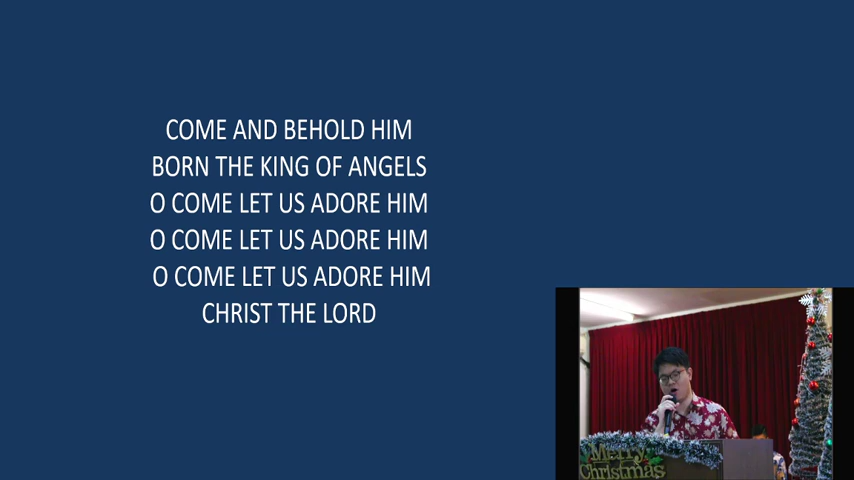 COME AND BEHOLD HIM
BORN THE KING OF ANGELS
O COME LET US ADORE HIM
O COME LET US ADORE HIM
O COME LET US ADORE HIM
CHRIST THE LORD
Merry
Christmas